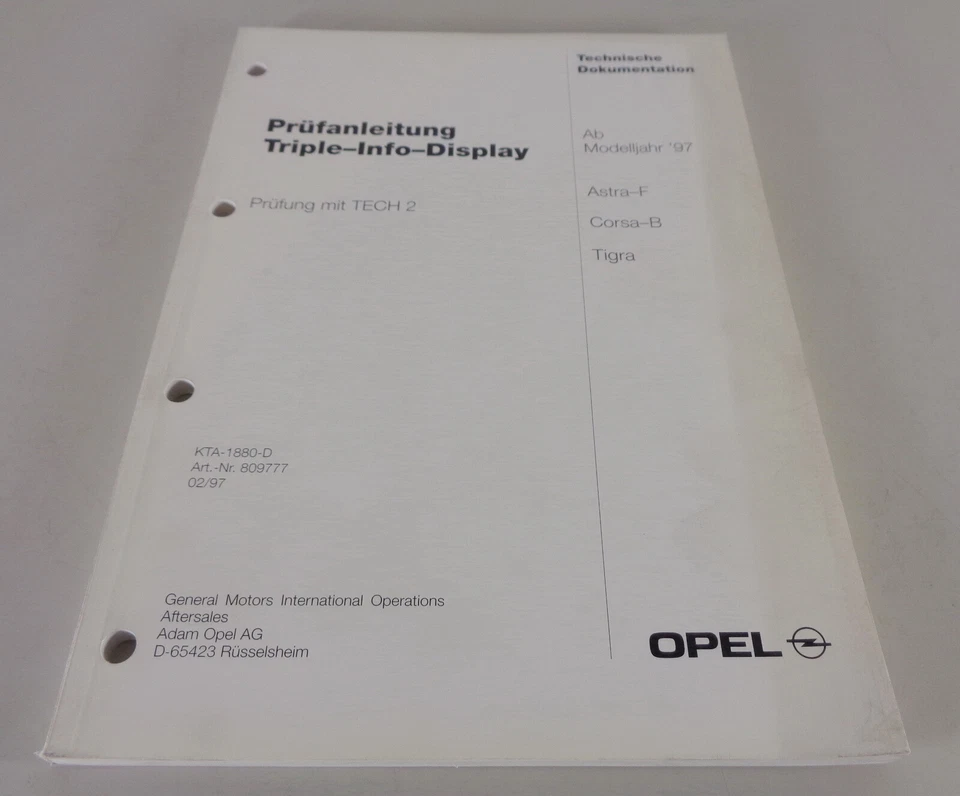 Technische
Dokumentation
Prüfanleitung
Triple–Info–Display
Prüfung mit TECH 2
Ab
Modelljahr '97
Astra–F
Corsa–B
Tigra
KTA-1880-D
Art.-Nr. 809777
02/97
General Motors International Operations
Aftersales
Adam Opel AG
D-65423 Rüsselsheim
OPEL